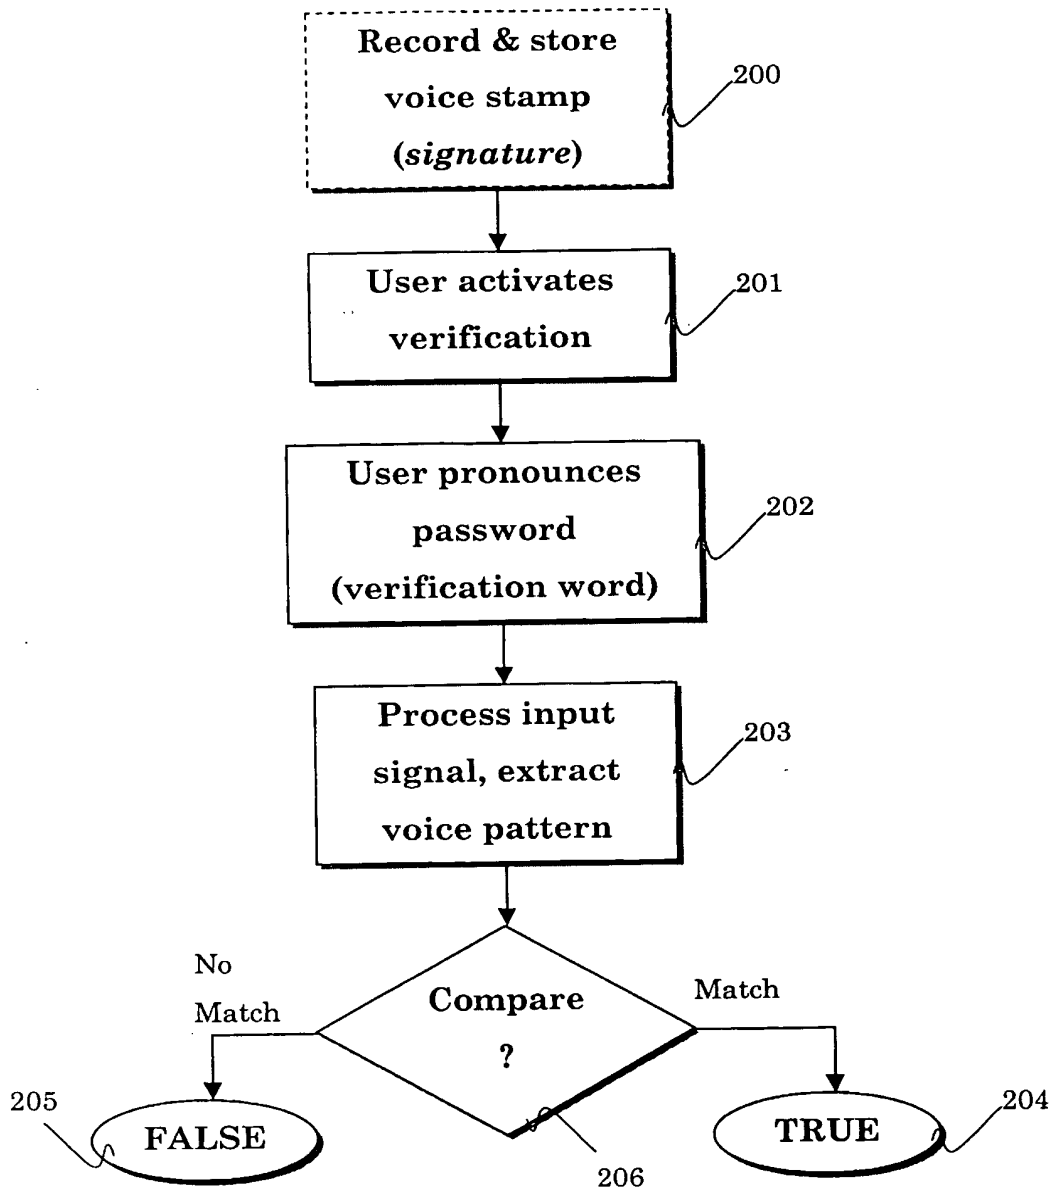 Record & store
voice stamp
(signature)
200
User activates
verification
201
User pronounces
password
(verification word)
202
Process input
signal, extract
voice pattern
203
No
Match
Compare
?
Match
205
FALSE
206
TRUE
204